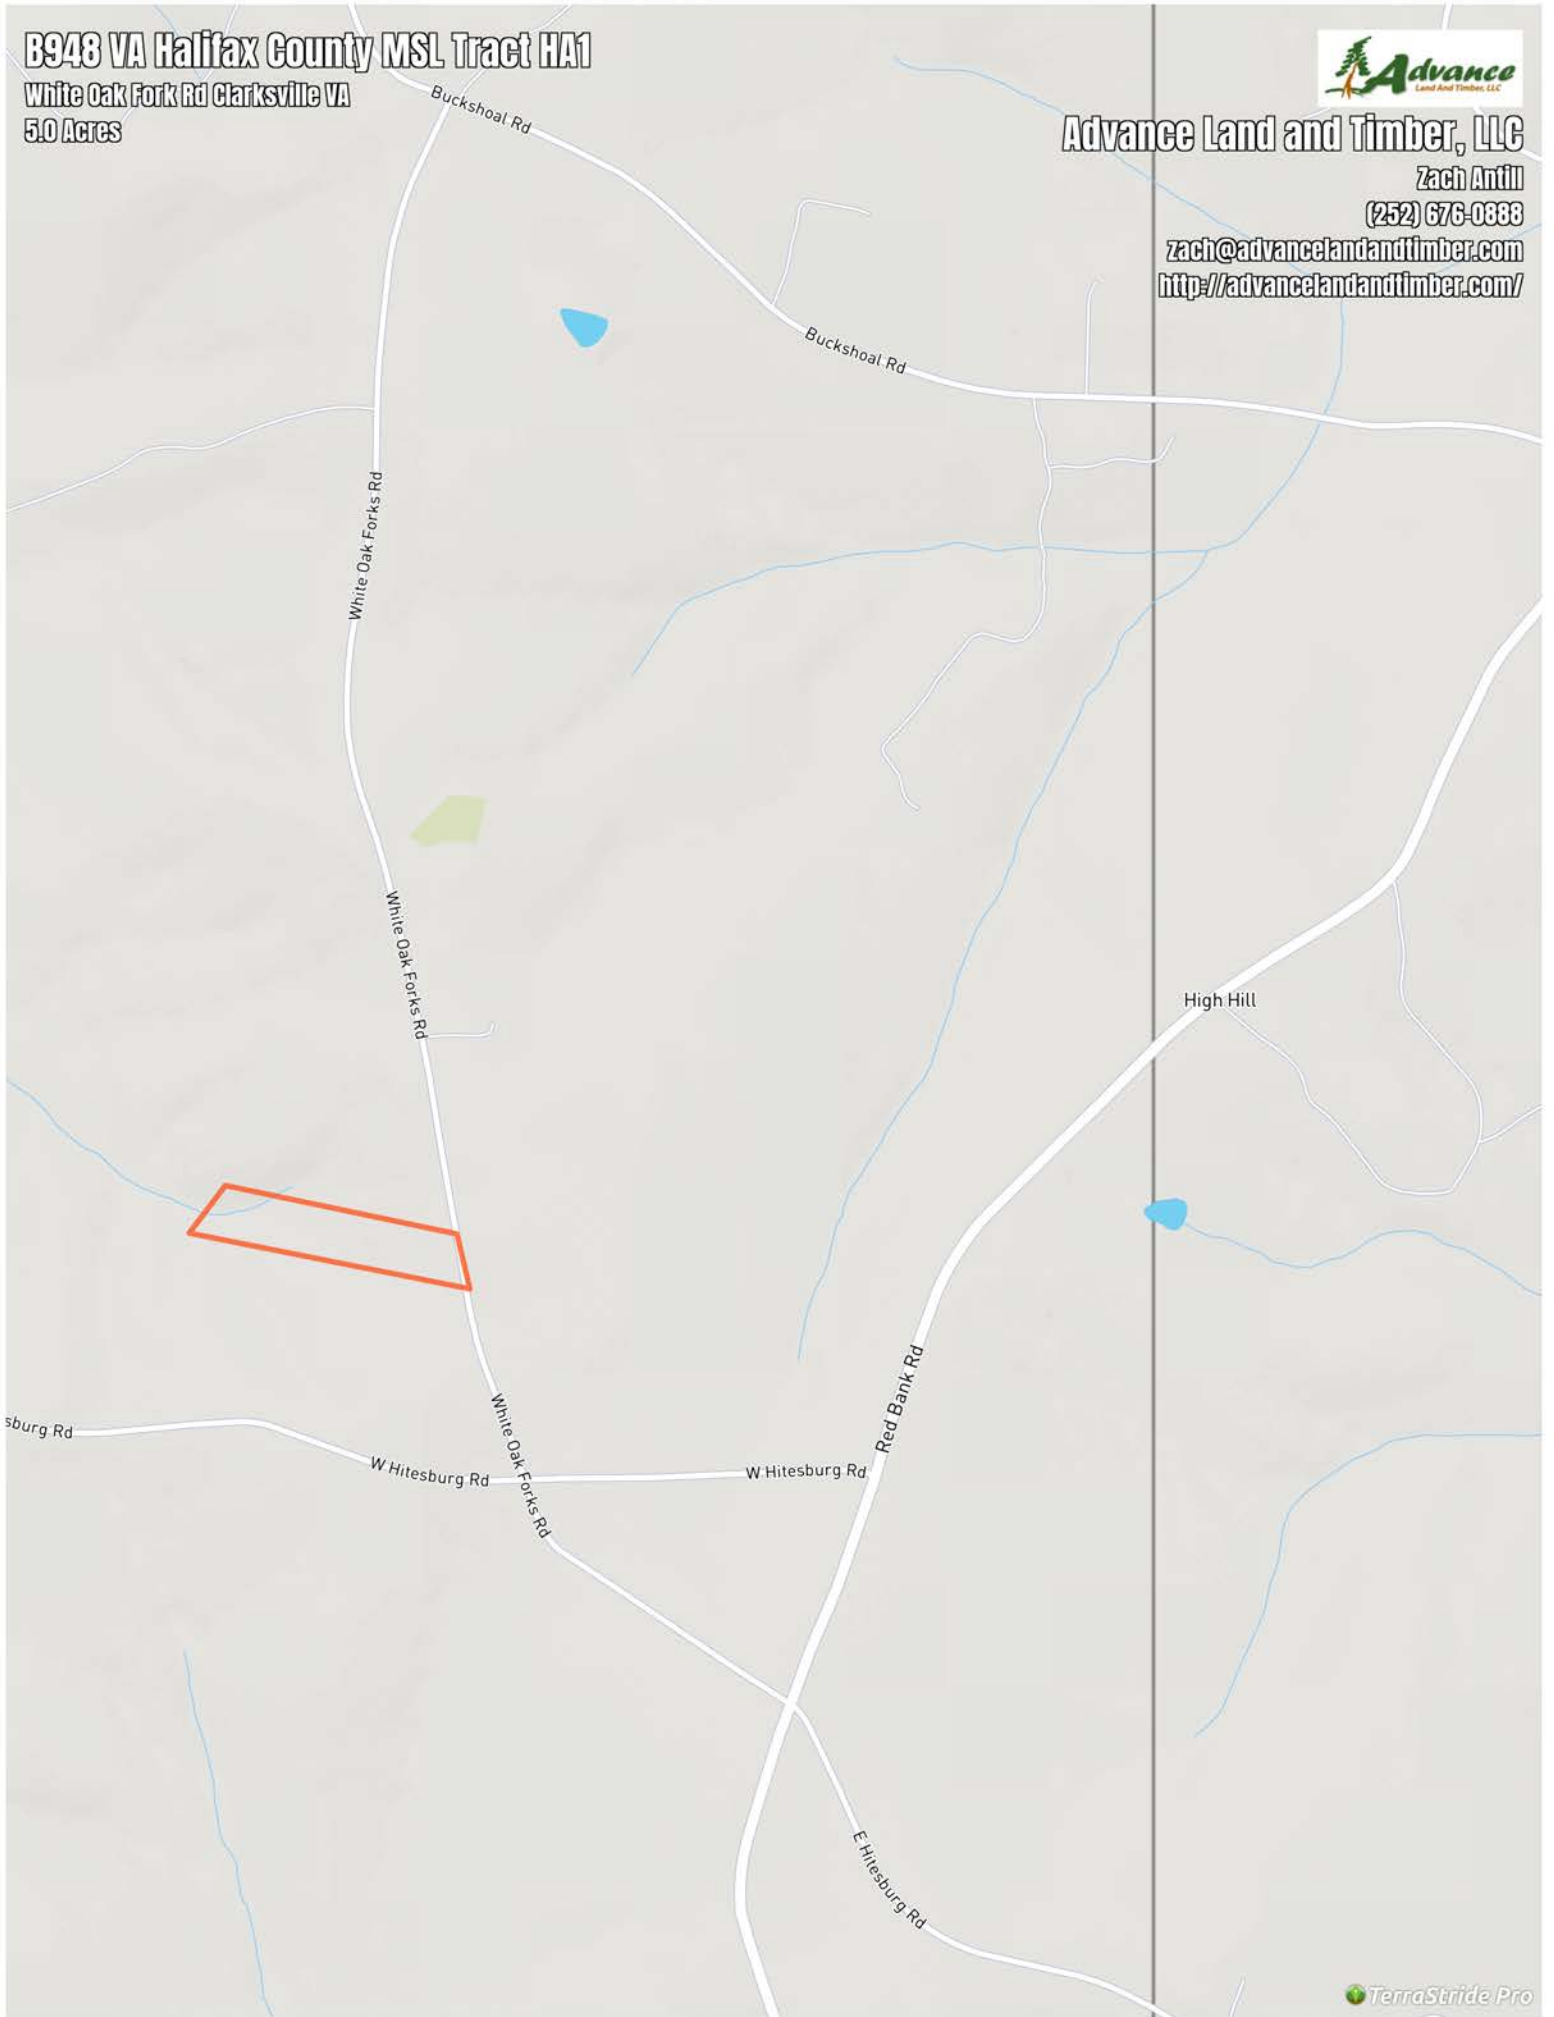 B948 VA Halifax County MSL Tract HA1
White Oak Fork Rd Clarksville VA
5.0 Acres
Advance
Land And Timber, LLC
Advance Land and Timber, LLC
Zach Antill
(252) 676-0888
zach@advancelandandtimber.com
http://advancelandandtimber.com/
Buckshoal Rd
Buckshoal Rd
White Oak Forks Rd
White Oak Forks Rd
High Hill
Red Bank Rd
White Oak Forks Rd
sburg Rd
W Hitesburg Rd
W Hitesburg Rd
E Hitesburg Rd
TerraStride Pro